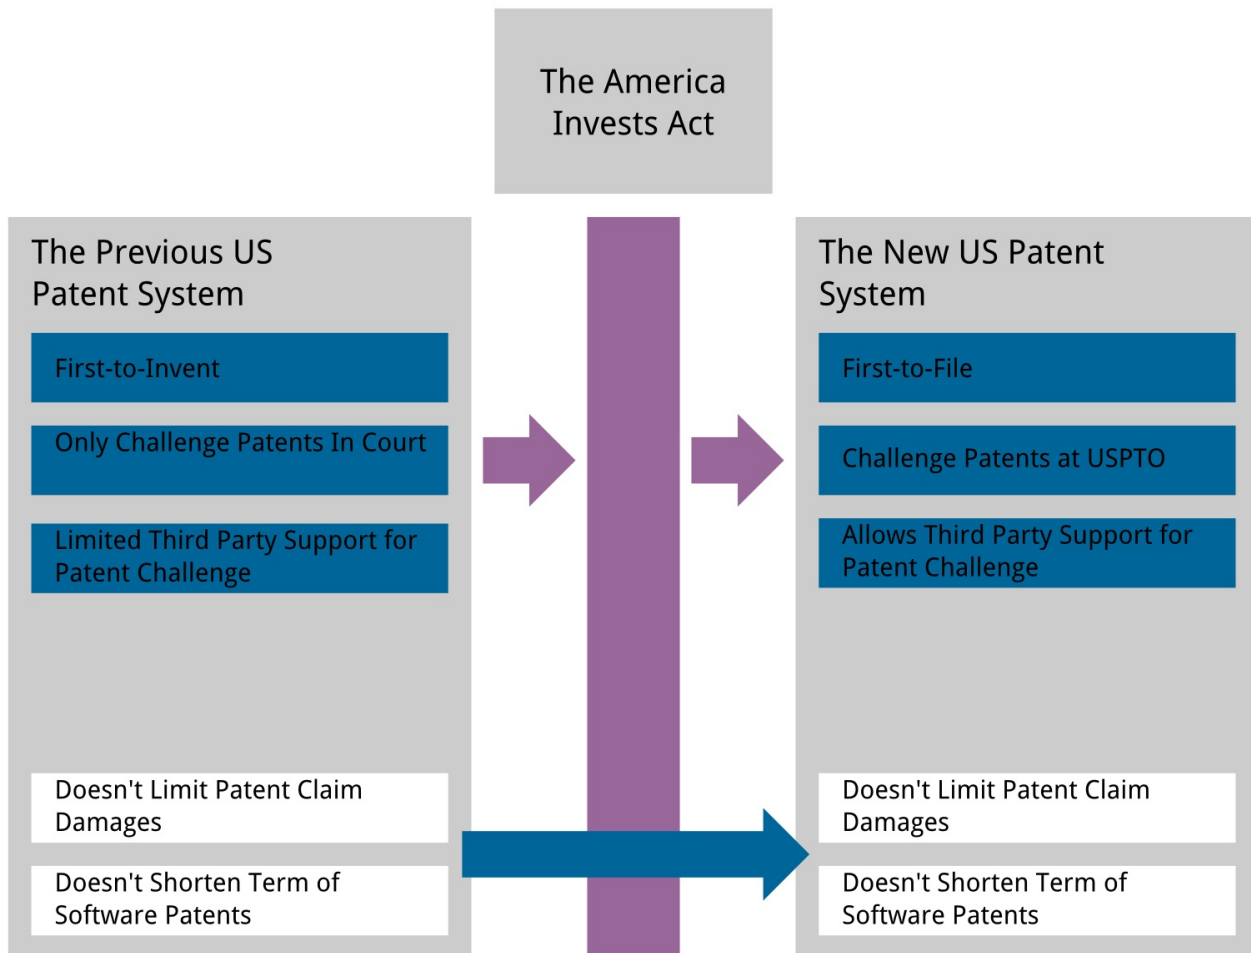 The America
Invests Act
The Previous US
Patent System
First-to-Invent
Only Challenge Patents In Court
Limited Third Party Support for
Patent Challenge
Doesn't Limit Patent Claim
Damages
Doesn't Shorten Term of
Software Patents
The New US Patent
System
First-to-File
Challenge Patents at USPTO
Allows Third Party Support for
Patent Challenge
Doesn't Limit Patent Claim
Damages
Doesn't Shorten Term of
Software Patents